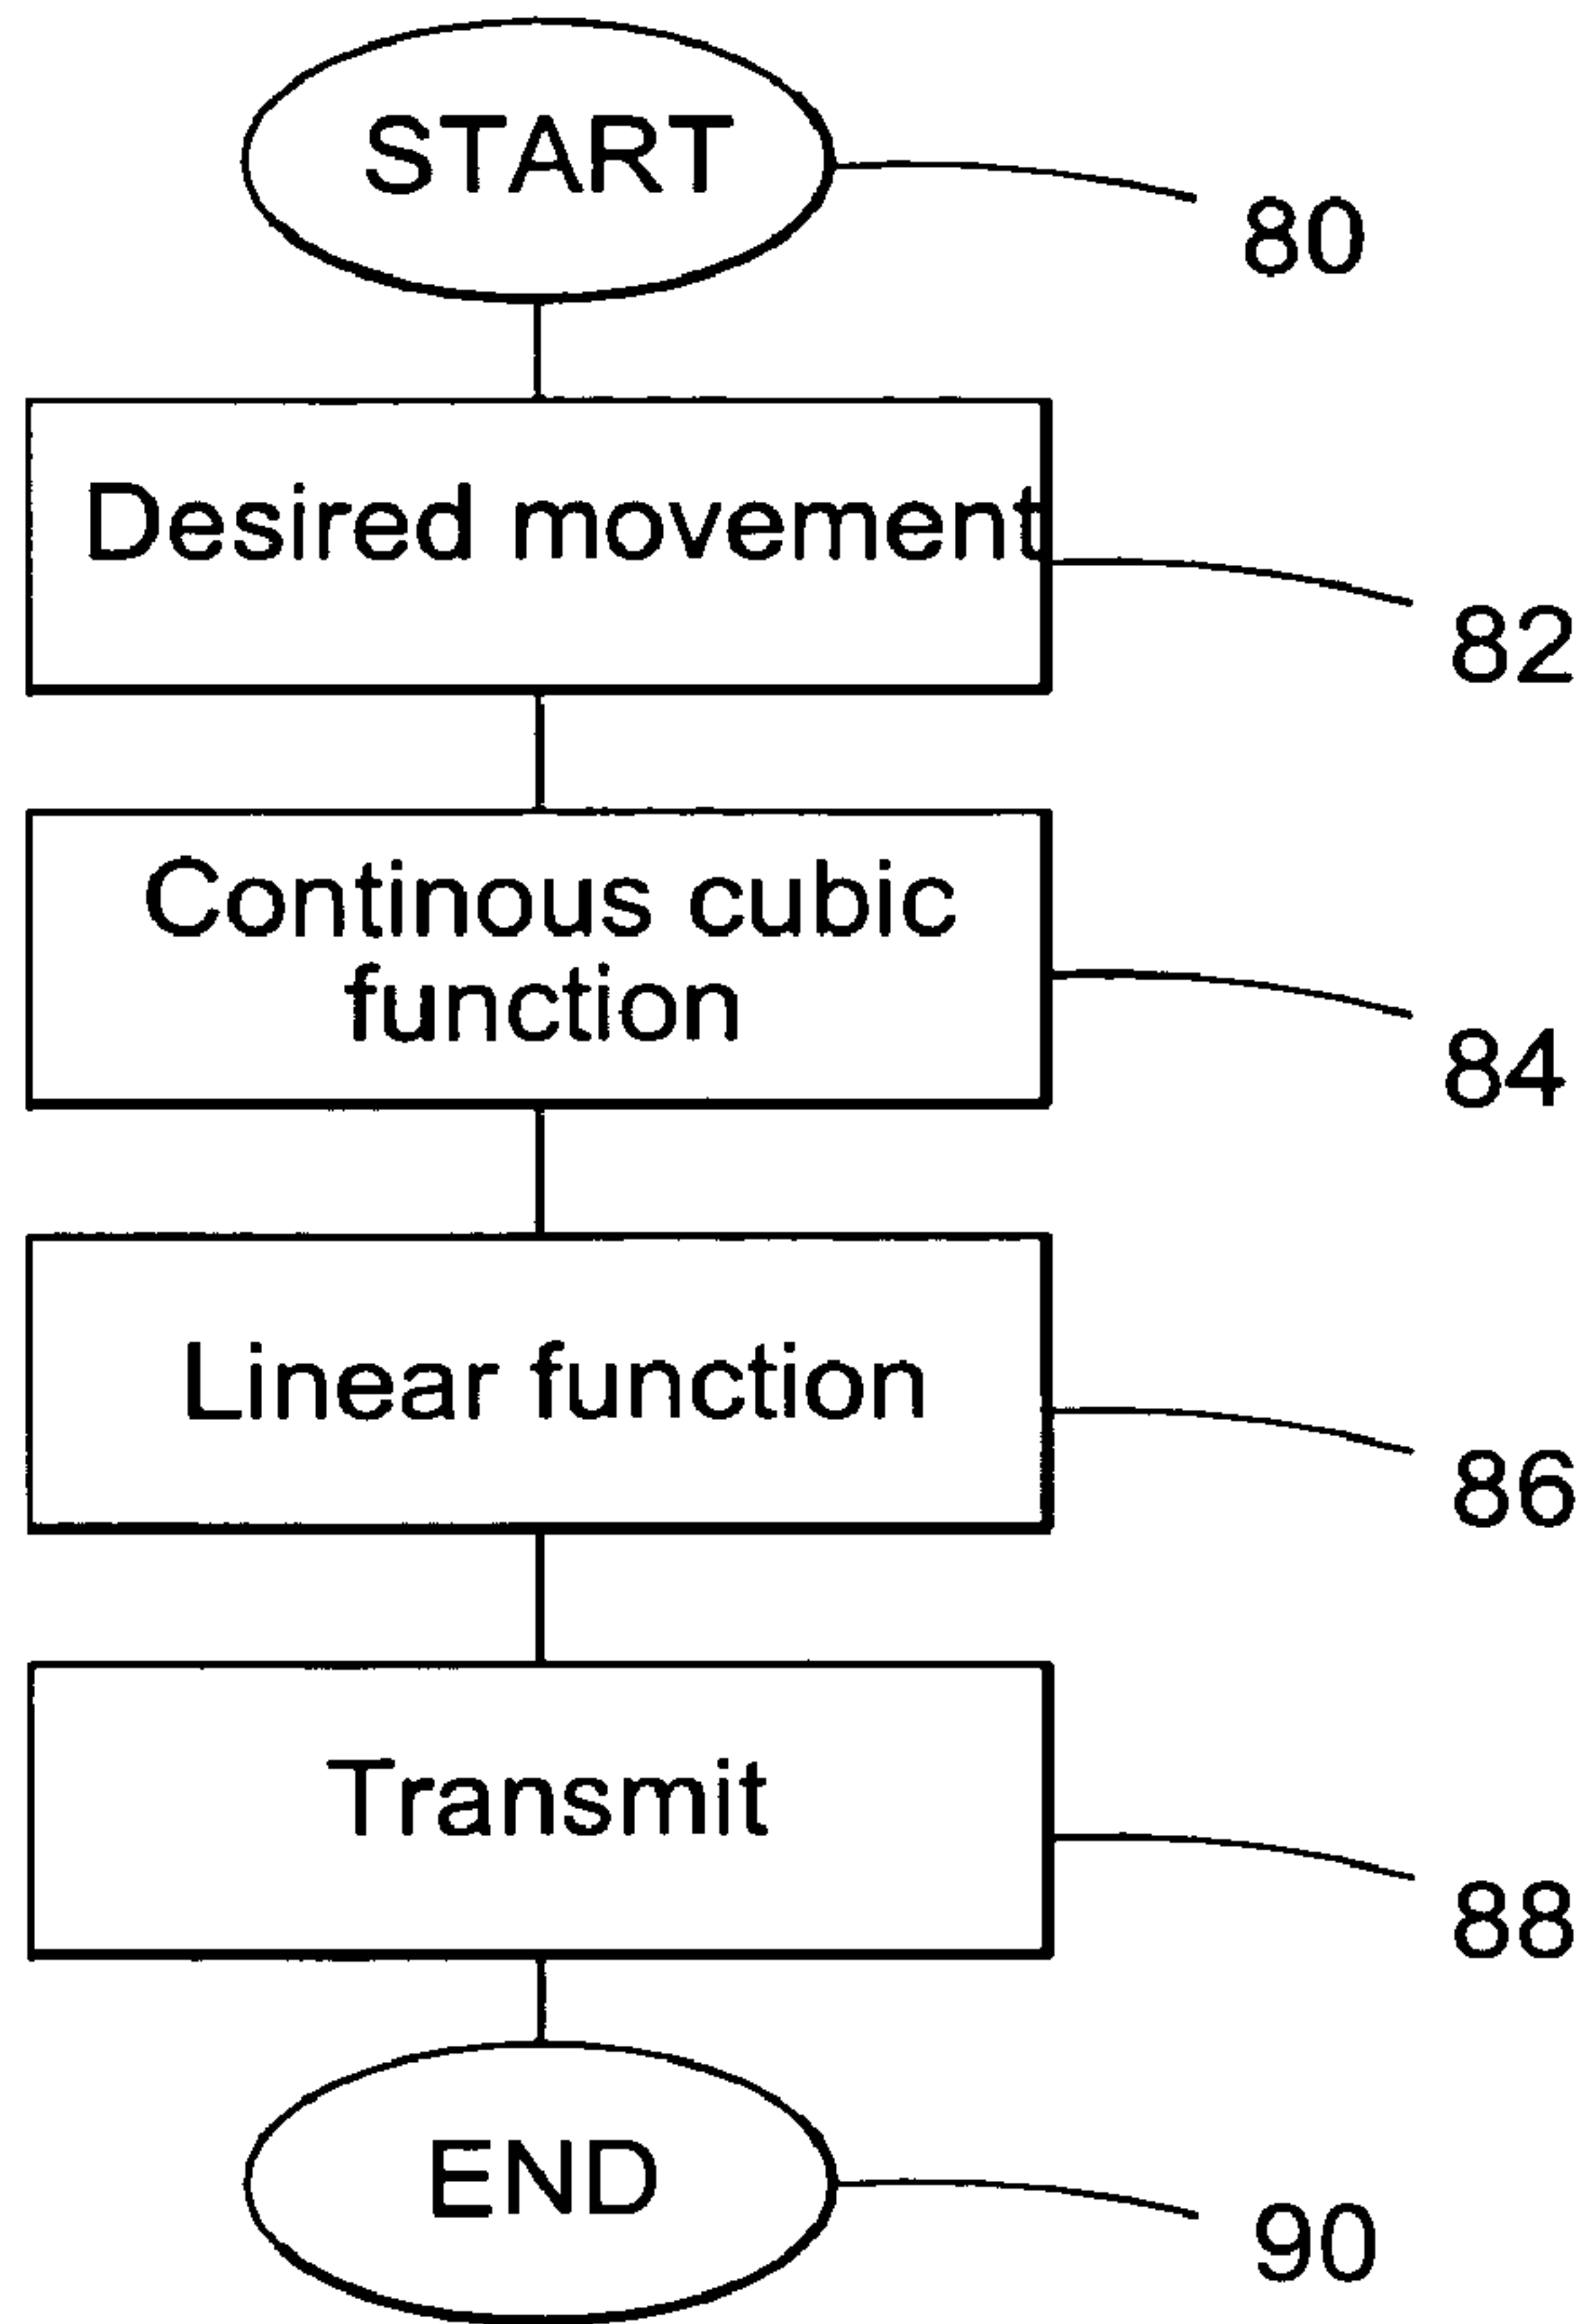 START
80
Desired movement
82
Continous cubic
function
84
Linear function
86
Transmit
88
END
90